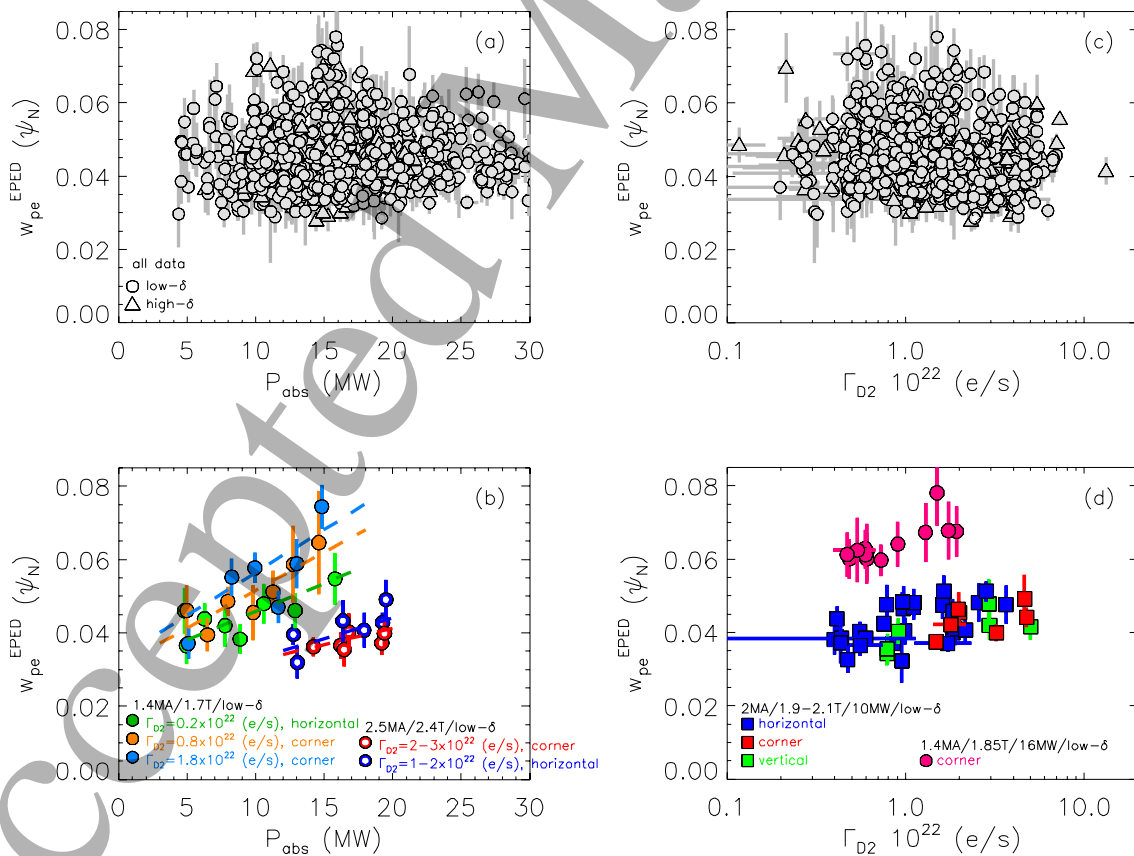 0.08
0.06
0.04
0.02
0.00
w_pe^EPED (ψ_N)
(a)
all data
low-δ
high-δ
0 5 10 15 20 25 30
P_abs (MW)
0.08
0.06
0.04
0.02
0.00
w_pe^EPED (ψ_N)
(c)
0.1 1.0 10.0
Γ_D2 10^22 (e/s)
0.08
0.06
0.04
0.02
0.00
w_pe^EPED (ψ_N)
(b)
1.4MA/1.7T/low-δ
Γ_D2=0.2x10^22 (e/s), horizontal
Γ_D2=0.8x10^22 (e/s), corner
Γ_D2=1.8x10^22 (e/s), corner
2.5MA/2.4T/low-δ
Γ_D2=2-3x10^22 (e/s), corner
Γ_D2=1-2x10^22 (e/s), horizontal
0 5 10 15 20 25 30
P_abs (MW)
0.08
0.06
0.04
0.02
0.00
w_pe^EPED (ψ_N)
(d)
2MA/1.9-2.1T/10MW/low-δ
horizontal
corner
vertical
1.4MA/1.85T/16MW/low-δ
corner
0.1 1.0 10.0
Γ_D2 10^22 (e/s)
ccepted M